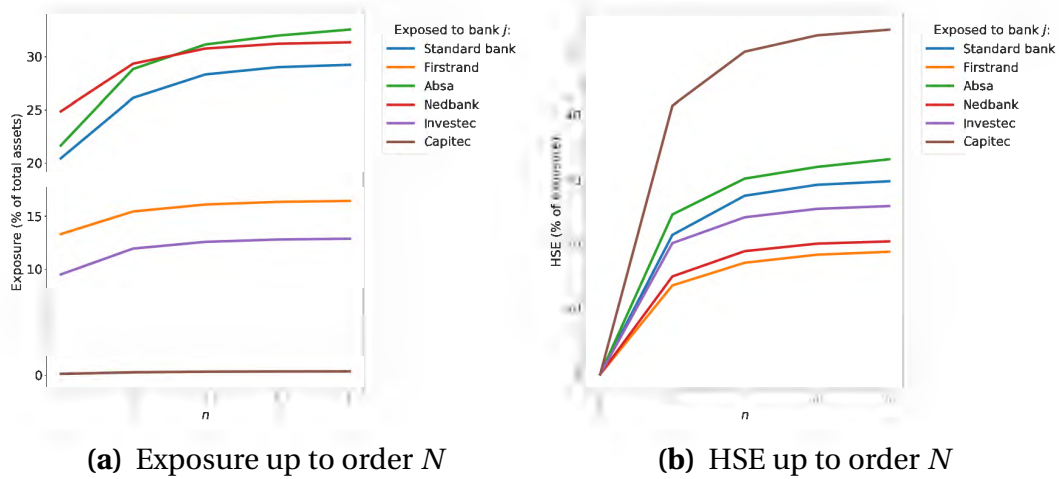 Exposed to bank j:
Standard bank
Firstrand
Absa
Nedbank
Investec
Capitec
Exposure (% of total assets)
30
25
20
15
10
0
n
(a) Exposure up to order N
Exposed to bank j:
Standard bank
Firstrand
Absa
Nedbank
Investec
Capitec
HSE (% of exposure)
n
(b) HSE up to order N